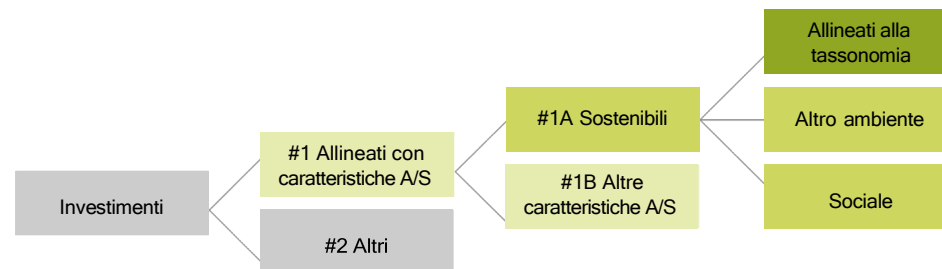 Investimenti
#1 Allineati con
caratteristiche A/S
#2 Altri
#1A Sostenibili
#1B Altre
caratteristiche A/S
Allineati alla
tassonomia
Altro ambiente
Sociale